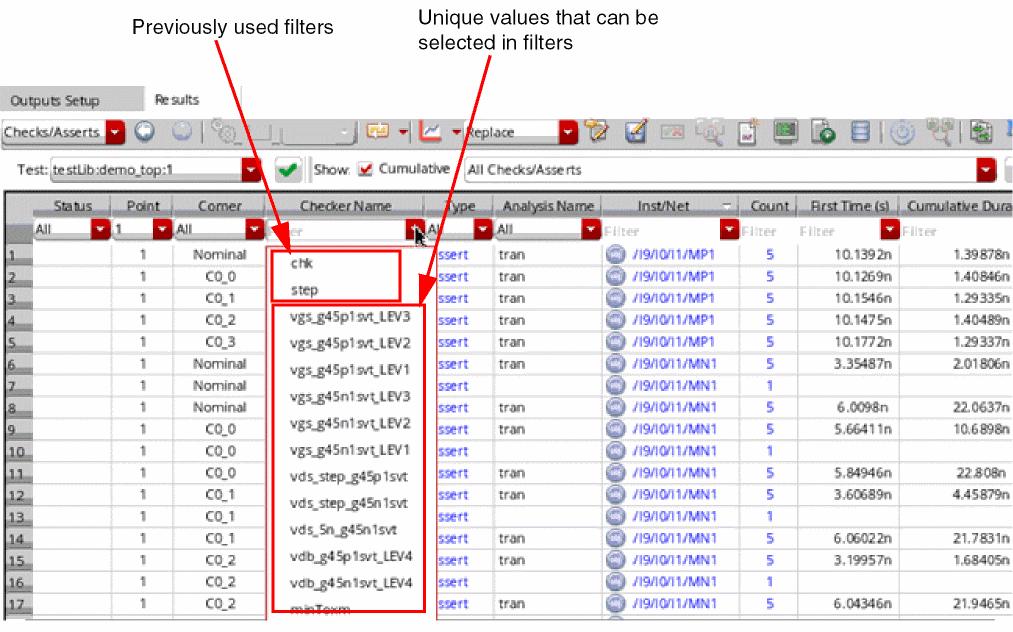 Previously used filters
Unique values that can be
selected in filters
Outputs Setup Results
Checks/Asserts Replace
Test: testLib:demo_top:1 Show: Cumulative All Checks/Asserts
Status Point Corner Checker Name Type Analysis Name Inst/Net Count First Time (s) Cumulative Dura
All 1 All All Filter Filter Filter Filter
1 1 Nominal ssert tran /I9/I0/I1/MP1 5 10.1392n 1.39878n
chk
2 1 C0_0 ssert tran /I9/I0/I1/MP1 5 10.1269n 1.40846n
step
3 1 C0_1 ssert tran /I9/I0/I1/MP1 5 10.1546n 1.29335n
vgs_g45p1svt_LEV3
4 1 C0_2 ssert tran /I9/I0/I1/MP1 5 10.1475n 1.40489n
vgs_g45p1svt_LEV2
5 1 C0_3 ssert tran /I9/I0/I1/MP1 5 10.1772n 1.29337n
6 1 Nominal ssert tran /I9/I0/I1/MN1 5 3.35487n 2.01806n
vgs_g45p1svt_LEV1
7 1 Nominal ssert /I9/I0/I1/MN1 1
vgs_g45n1svt_LEV3
8 1 Nominal ssert tran /I9/I0/I1/MN1 5 6.0098n 22.0637n
vgs_g45n1svt_LEV2
9 1 C0_0 ssert tran /I9/I0/I1/MN1 5 5.66411n 10.6898n
vgs_g45n1svt_LEV1
10 1 C0_0 ssert /I9/I0/I1/MN1 1
11 1 C0_0 ssert tran /I9/I0/I1/MN1 5 5.84946n 22.808n
vds_step_g45p1svt
12 1 C0_1 ssert tran /I9/I0/I1/MN1 5 3.60689n 4.45879n
vds_step_g45n1svt
13 1 C0_1 ssert /I9/I0/I1/MN1 1
vds_5n_g45n1svt
14 1 C0_1 ssert tran /I9/I0/I1/MN1 5 6.06022n 21.7831n
vdb_g45p1svt_LEV4
15 1 C0_2 ssert tran /I9/I0/I1/MN1 5 3.19957n 1.68405n
vdb_g45n1svt_LEV4
16 1 C0_2 ssert /I9/I0/I1/MN1 1
17 1 C0_2 ssert tran /I9/I0/I1/MN1 5 6.04346n 21.9465n